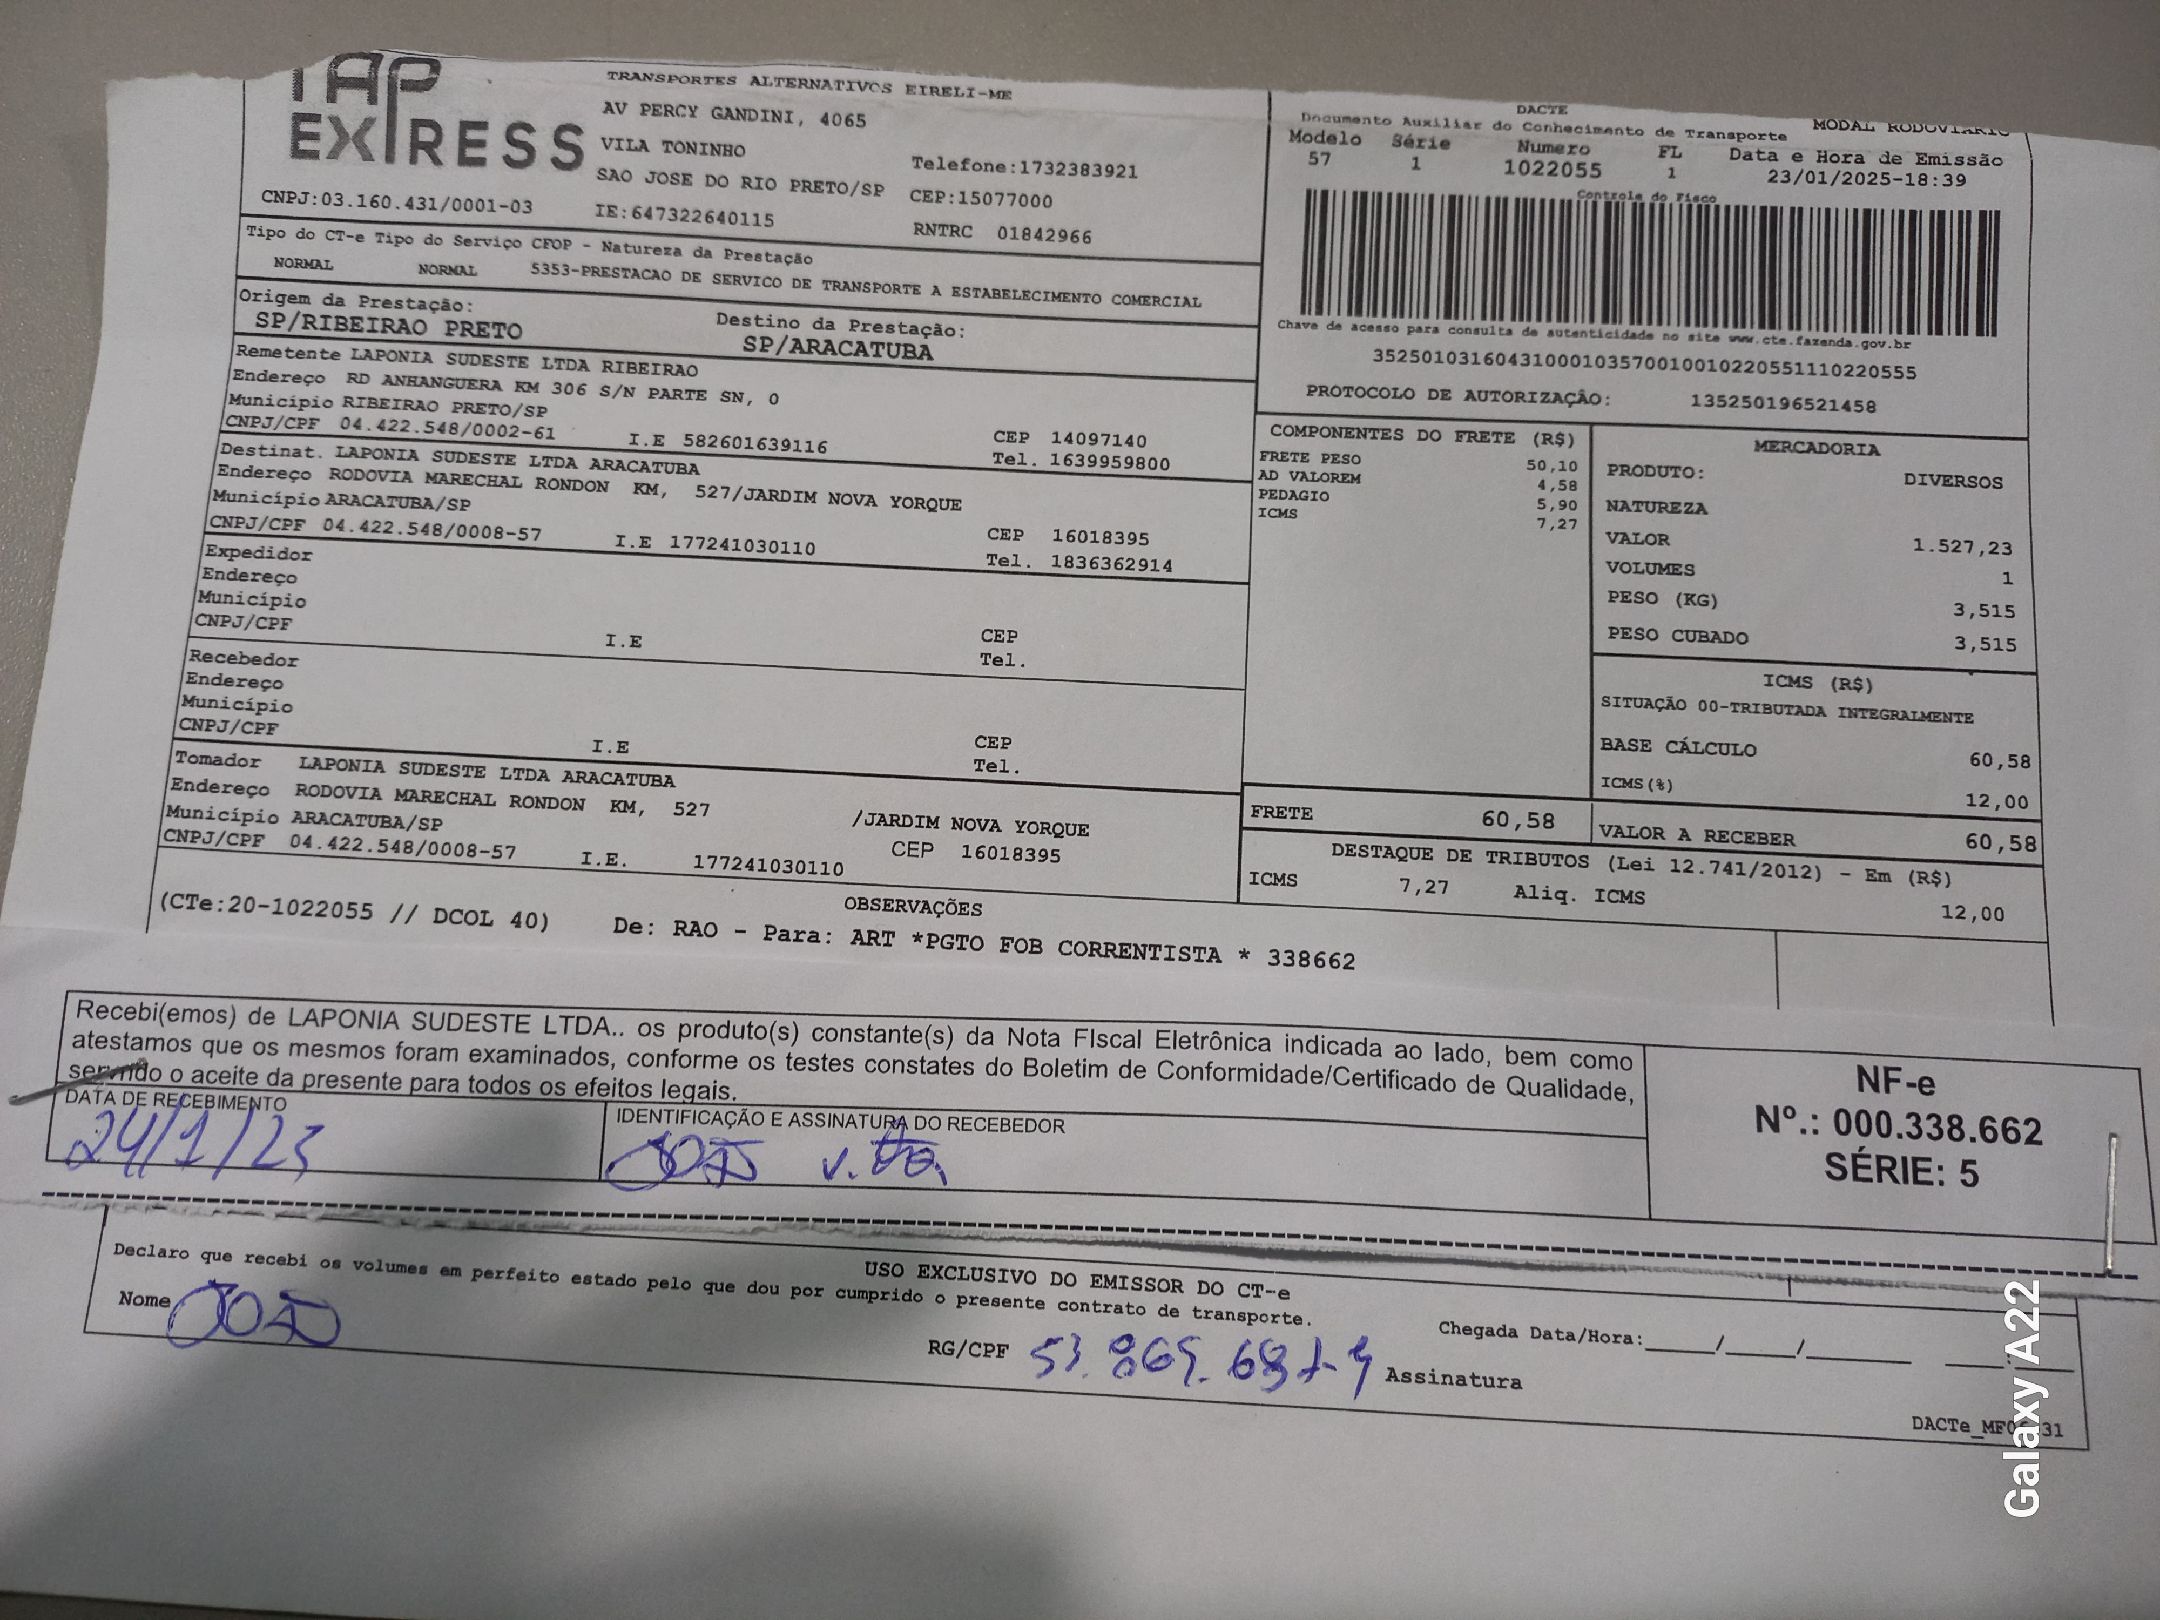 TAP
EXPRESS
TRANSPORTES ALTERNATIVOS EIRELI-ME
AV PERCY GANDINI, 4065
VILA TONINHO
SAO JOSE DO RIO PRETO/SP
Telefone:1732383921
CEP:15077000
CNPJ:03.160.431/0001-03
IE:647322640115
RNTRC 01842966
Tipo do CT-e Tipo do Serviço CFOP - Natureza da Prestação
NORMAL NORMAL 5353-PRESTACAO DE SERVICO DE TRANSPORTE A ESTABELECIMENTO COMERCIAL
Origem da Prestação:
SP/RIBEIRAO PRETO
Destino da Prestação:
SP/ARACATUBA
Remetente LAPONIA SUDESTE LTDA RIBEIRAO
Endereço RD ANHANGUERA KM 306 S/N PARTE SN, 0
Município RIBEIRAO PRETO/SP
CNPJ/CPF 04.422.548/0002-61 I.E 582601639116
CEP 14097140
Tel. 1639959800
Destinat. LAPONIA SUDESTE LTDA ARACATUBA
Endereço RODOVIA MARECHAL RONDON KM, 527/JARDIM NOVA YORQUE
Município ARACATUBA/SP
CNPJ/CPF 04.422.548/0008-57 I.E 177241030110
CEP 16018395
Tel. 1836362914
Expedidor
Endereço
Município
CNPJ/CPF
I.E
CEP
Tel.
Recebedor
Endereço
Município
CNPJ/CPF
I.E
CEP
Tel.
Tomador LAPONIA SUDESTE LTDA ARACATUBA
Endereço RODOVIA MARECHAL RONDON KM, 527 /JARDIM NOVA YORQUE
Município ARACATUBA/SP
CEP 16018395
CNPJ/CPF 04.422.548/0008-57 I.E. 177241030110
DACTE
MODAL RODOVIARIO
Documento Auxiliar do Conhecimento de Transporte
Modelo Série Numero FL Data e Hora de Emissão
57 1 1022055 1 23/01/2025-18:39
Controle do Fisco
Chave de acesso para consulta de autenticidade no site www.cte.fazenda.gov.br
35250103160431000103570010010220551110220555
PROTOCOLO DE AUTORIZAÇÂO: 135250196521458
COMPONENTES DO FRETE (R$)
FRETE PESO 50,10
AD VALOREM 4,58
PEDAGIO 5,90
ICMS 7,27
MERCADORIA
PRODUTO: DIVERSOS
NATUREZA
VALOR 1.527,23
VOLUMES 1
PESO (KG) 3,515
PESO CUBADO 3,515
ICMS (R$)
SITUAÇÃO 00-TRIBUTADA INTEGRALMENTE
BASE CÁLCULO 60,58
ICMS(%) 12,00
FRETE 60,58
VALOR A RECEBER 60,58
DESTAQUE DE TRIBUTOS (Lei 12.741/2012) - Em (R$)
ICMS 7,27 Aliq. ICMS 12,00
OBSERVAÇÕES
(CTe:20-1022055 // DCOL 40) De: RAO - Para: ART *PGTO FOB CORRENTISTA * 338662
Recebi(emos) de LAPONIA SUDESTE LTDA.. os produto(s) constante(s) da Nota FIscal Eletrônica indicada ao lado, bem como
atestamos que os mesmos foram examinados, conforme os testes constates do Boletim de Conformidade/Certificado de Qualidade,
servindo o aceite da presente para todos os efeitos legais.
DATA DE RECEBIMENTO
24/1/23
IDENTIFICAÇÃO E ASSINATURA DO RECEBEDOR
NF-e
Nº.: 000.338.662
SÉRIE: 5
USO EXCLUSIVO DO EMISSOR DO CT-e
Declaro que recebi os volumes em perfeito estado pelo que dou por cumprido o presente contrato de transporte.
Nome João
RG/CPF
Chegada Data/Hora:____/____/______
Assinatura
Galaxy A22